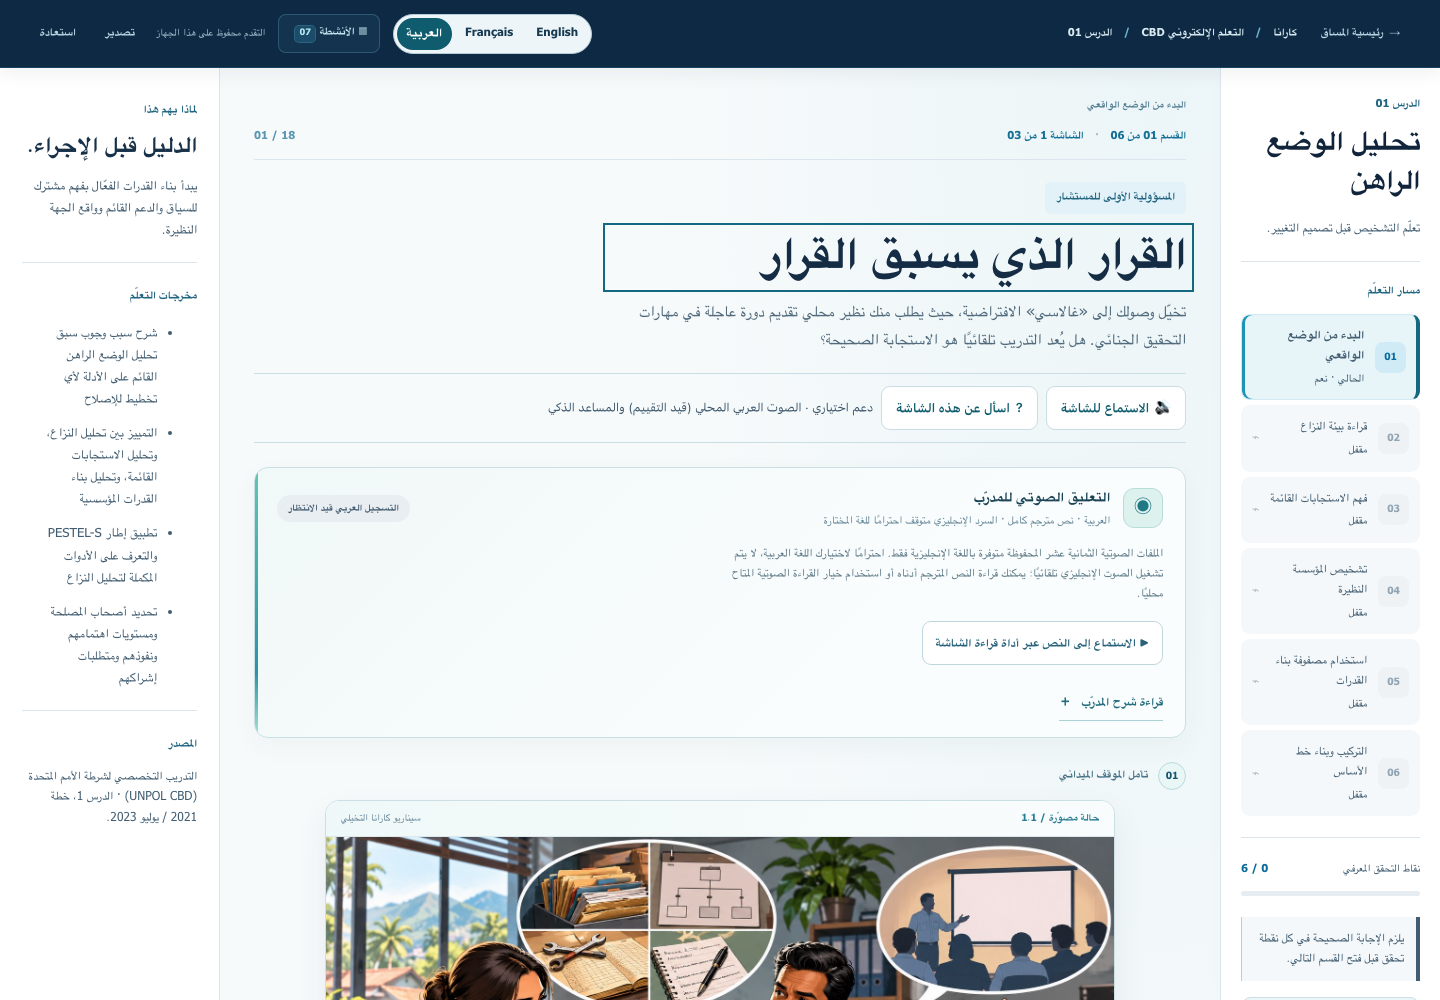 → رئيسية المساق
كارانا / التعلم الإلكتروني CBD / الدرس 01
English
Français
العربية
الأنشطة 07
التقدم محفوظ على هذا الجهاز
تصدير
استعادة
الدرس 01
تحليل الوضع
الراهن
تعلّم التشخيص قبل تصميم التغيير.
مسار التعلّم
01
البدء من الوضع
الواقعي
الحالي · نعم
02
قراءة بيئة النزاع
مقفل
03
فهم الاستجابات القائمة
مقفل
04
تشخيص المؤسسة
النظيرة
مقفل
05
استخدام مصفوفة بناء
القدرات
مقفل
06
التركيب وبناء خط
الأساس
مقفل
نقاط التحقق المعرفي
0 / 6
يلزم الإجابة الصحيحة في كل نقطة
تحقق قبل فتح القسم التالي.
البدء من الوضع الواقعي
القسم 01 من 06 · الشاشة 1 من 03
01 / 18
المسؤولية الأولى للمستشار
القرار الذي يسبق القرار
تخيّل وصولك إلى «غالاسي» الافتراضية، حيث يطلب منك نظير محلي تقديم دورة عاجلة في مهارات
التحقيق الجنائي. هل يُعد التدريب تلقائيًا هو الاستجابة الصحيحة؟
الاستماع للشاشة
? اسأل عن هذه الشاشة
دعم اختياري · الصوت العربي المحلي (قيد التقييم) والمساعد الذكي
التعليق الصوتي للمدرّب
العربية · نص مترجم كامل · السرد الإنجليزي متوقف احترامًا للغة المختارة
التسجيل العربي قيد الانتظار
الملفات الصوتية الثمانية عشر المحفوظة متوفرة باللغة الإنجليزية فقط. احترامًا لاختيارك اللغة العربية، لا يتم
تشغيل الصوت الإنجليزي تلقائيًا؛ يمكنك قراءة النص المترجم أدناه أو استخدام خيار القراءة الصوتية المتاح
محليًا.
الاستماع إلى النص عبر أداة قراءة الشاشة
قراءة شرح المدرّب +
01
تأمل الموقف الميداني
حالة مصوّرة / 1.1
سيناريو كارانا التخيلي
لماذا يهم هذا
الدليل قبل الإجراء.
يبدأ بناء القدرات الفعّال بفهم مشترك
للسياق والدعم القائم وواقع الجهة
النظيرة.
مخرجات التعلّم
• شرح سبب وجوب سبق
تحليل الوضع الراهن
القائم على الأدلة لأي
تخطيط للإصلاح
• التمييز بين تحليل النزاع،
وتحليل الاستجابات
القائمة، وتحليل بناء
القدرات المؤسسية
• تطبيق إطار PESTEL-S
والتعرف على الأدوات
المكملة لتحليل النزاع
• تحديد أصحاب المصلحة
ومستويات اهتمامهم
ونفوذهم ومتطلبات
إشراكهم
المصدر
التدريب التخصصي لشرطة الأمم المتحدة
(UNPOL CBD) · الدرس 1، خطة
2021 / يوليو 2023.